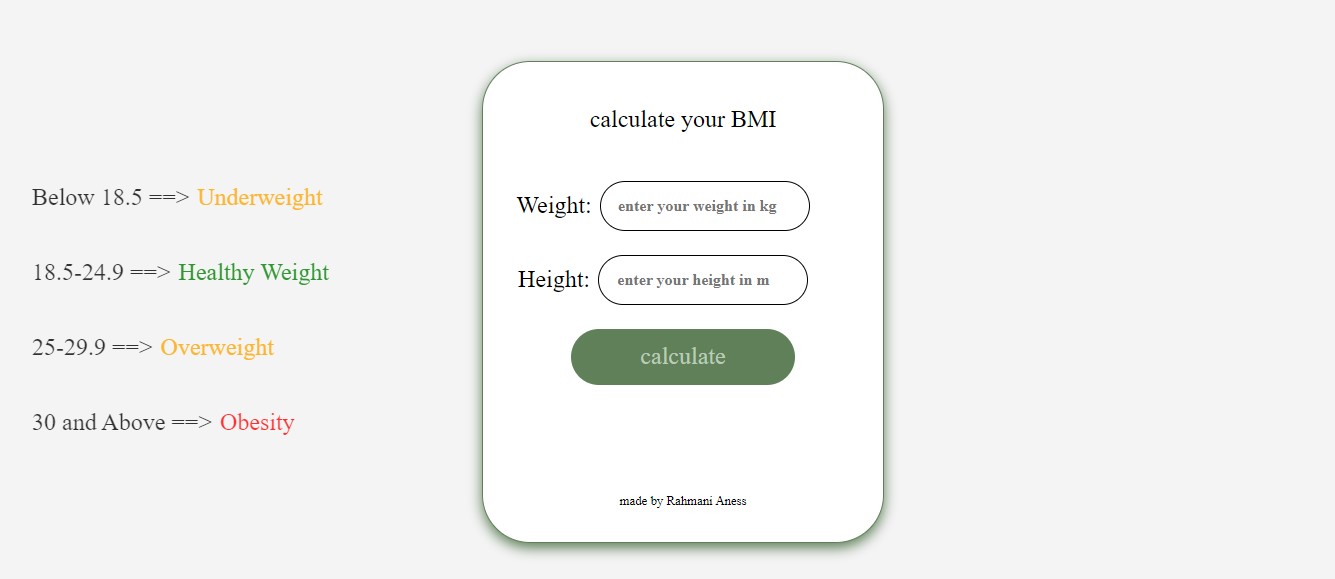 calculate your BMI
Below 18.5 ==> Underweight
18.5-24.9 ==> Healthy Weight
25-29.9 ==> Overweight
30 and Above ==> Obesity
Weight: enter your weight in kg
Height: enter your height in m
calculate
made by Rahmani Aness